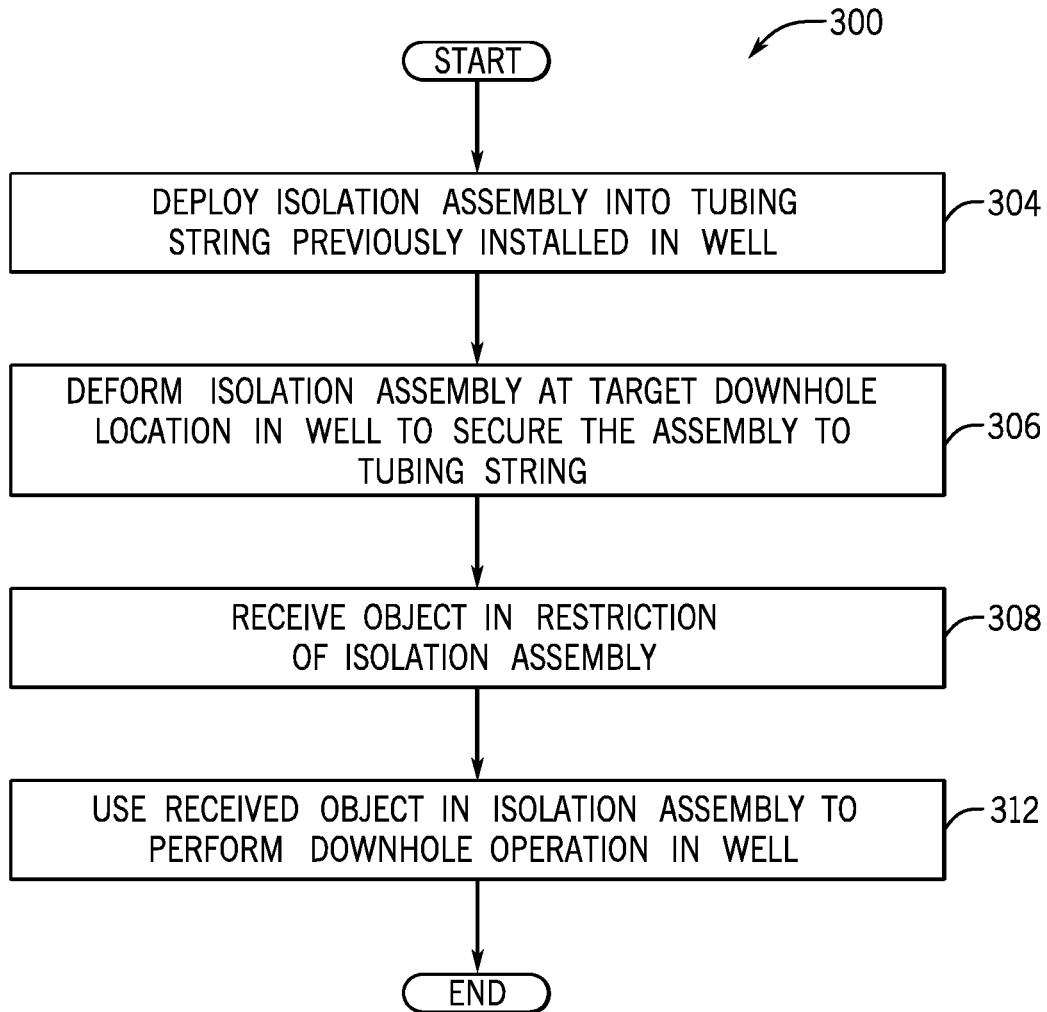 300
START
DEPLOY ISOLATION ASSEMBLY INTO TUBING
STRING PREVIOUSLY INSTALLED IN WELL
304
DEFORM ISOLATION ASSEMBLY AT TARGET DOWNHOLE
LOCATION IN WELL TO SECURE THE ASSEMBLY TO
TUBING STRING
306
RECEIVE OBJECT IN RESTRICTION
OF ISOLATION ASSEMBLY
308
USE RECEIVED OBJECT IN ISOLATION ASSEMBLY TO
PERFORM DOWNHOLE OPERATION IN WELL
312
END